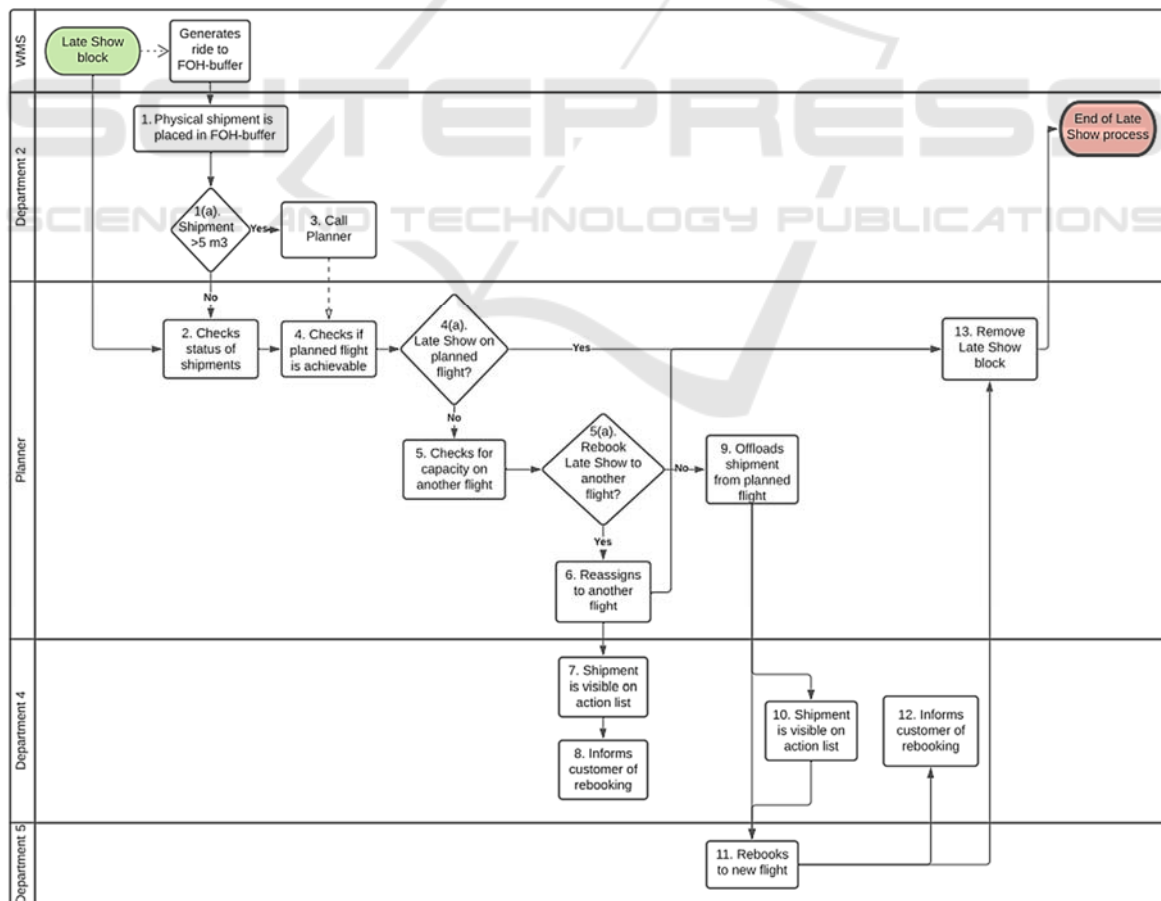 WMS
Late Show
block
Generates
ride to
FOH-buffer
SCITEPRESS
SCIENCE AND TECHNOLOGY PUBLICATIONS
Department 2
1. Physical shipment is
placed in FOH-buffer
End of Late
Show process
1(a).
Shipment
>5 m3
Yes
3. Call
Planner
No
Planner
2. Checks
status of
shipments
4. Checks if
planned flight
is achievable
4(a).
Late Show on
planned
flight?
Yes
13. Remove
Late Show
block
No
5. Checks for
capacity on
another flight
5(a).
Rebook
Late Show to
another
flight?
No
9. Offloads
shipment
from planned
flight
Yes
6. Reassigns
to another
flight
Department 4
7. Shipment
is visible on
action list
8. Informs
customer of
rebooking
10. Shipment
is visible on
action list
12. Informs
customer of
rebooking
Department 5
11. Rebooks
to new flight